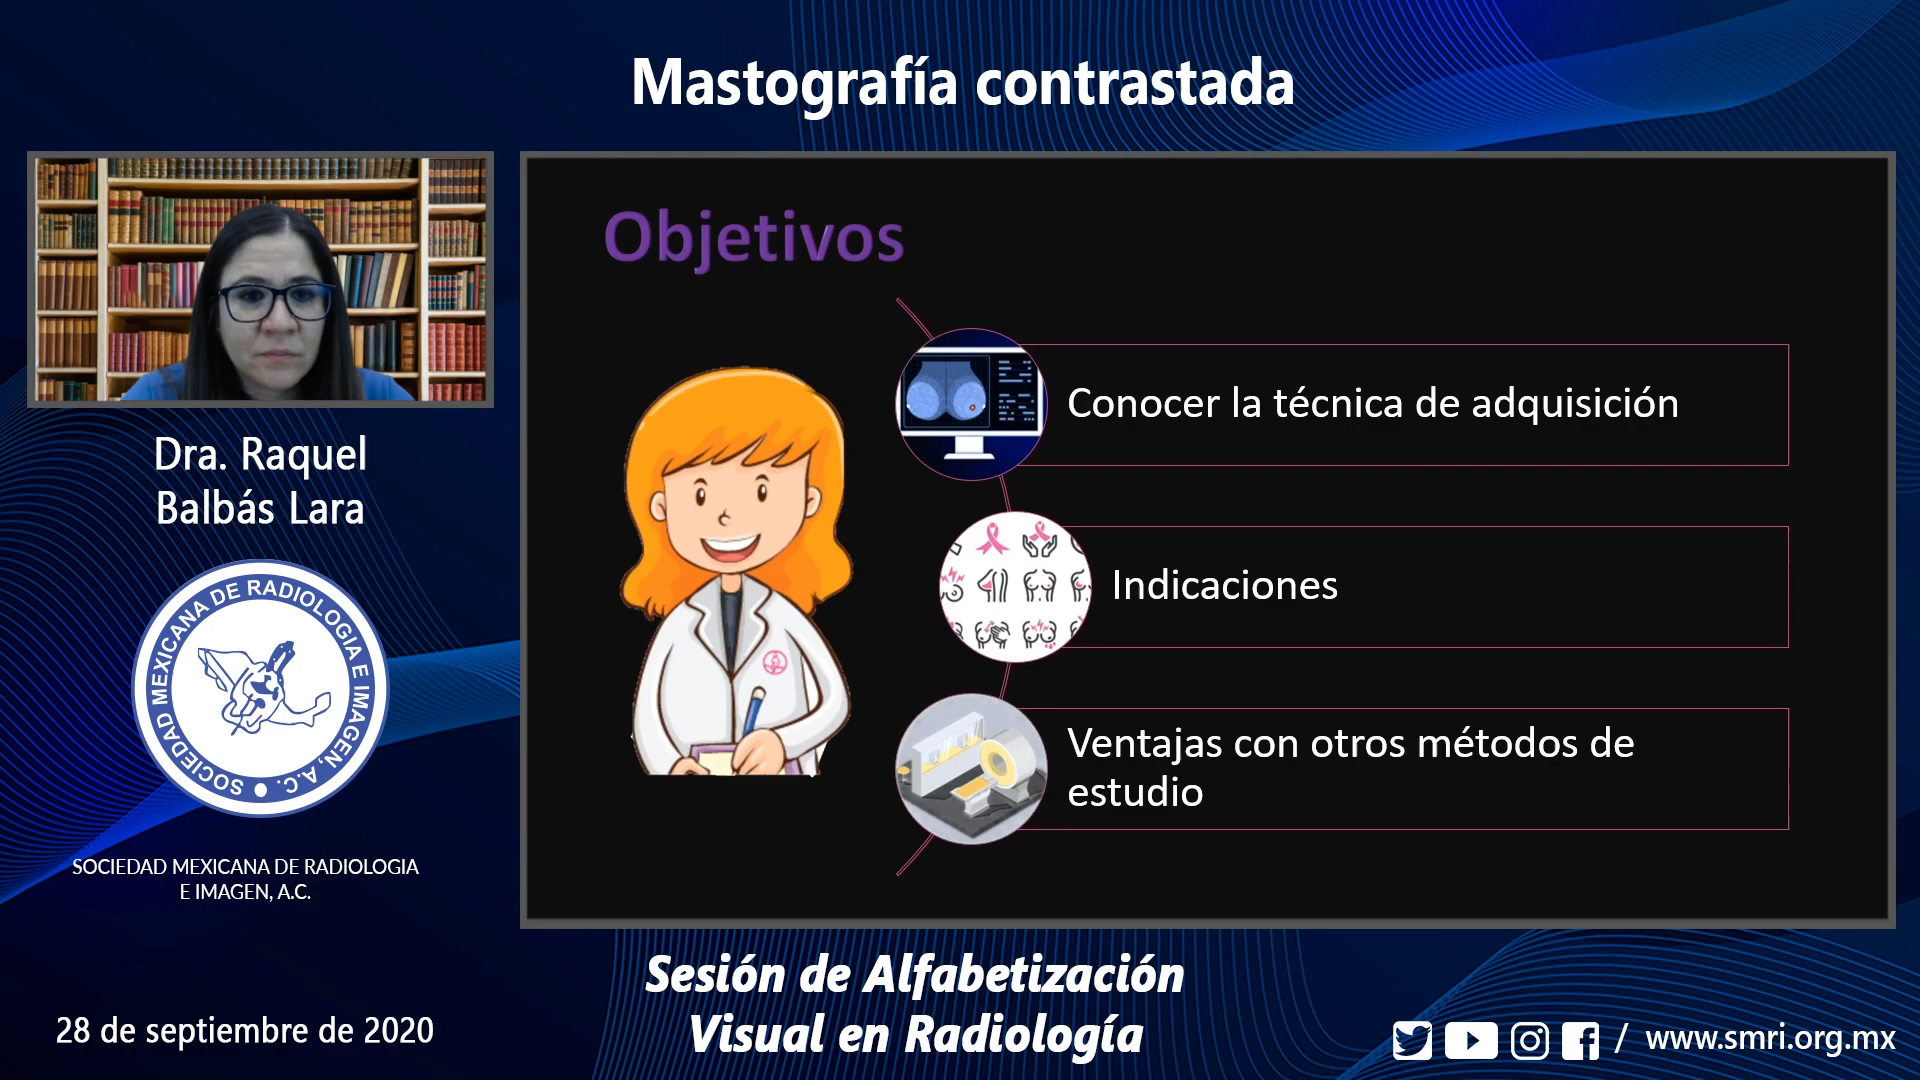 Mastografía contrastada
Dra. Raquel
Balbás Lara
SOCIEDAD MEXICANA DE RADIOLOGIA E IMAGEN, A.C.
SOCIEDAD MEXICANA DE RADIOLOGIA
E IMAGEN, A.C.
28 de septiembre de 2020
Objetivos
Conocer la técnica de adquisición
Indicaciones
Ventajas con otros métodos de
estudio
Sesión de Alfabetización
Visual en Radiología
/ www.smri.org.mx